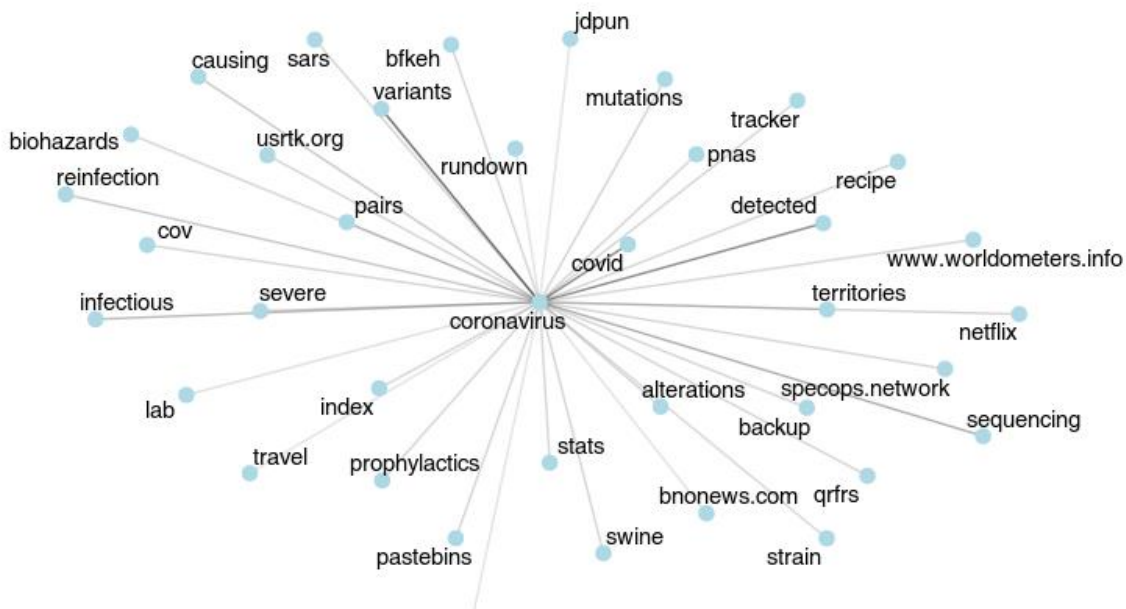 jdpun
sars
bfkeh
causing
variants
mutations
tracker
biohazards
usrtk.org
rundown
pnas
reinfection
recipe
pairs
detected
cov
covid
www.worldometers.info
infectious
severe
territories
coronavirus
netflix
alterations
specops.network
lab
index
backup
sequencing
travel
prophylactics
stats
bnonews.com
qrfrs
pastebins
swine
strain